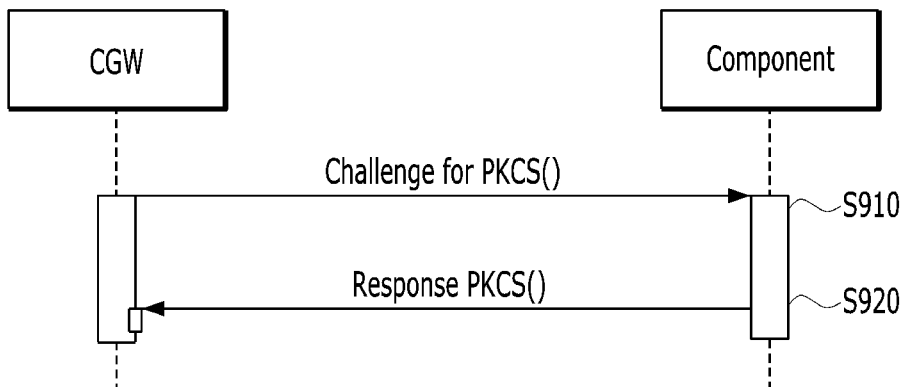 CGW
Component
Challenge for PKCS()
S910
Response PKCS()
S920